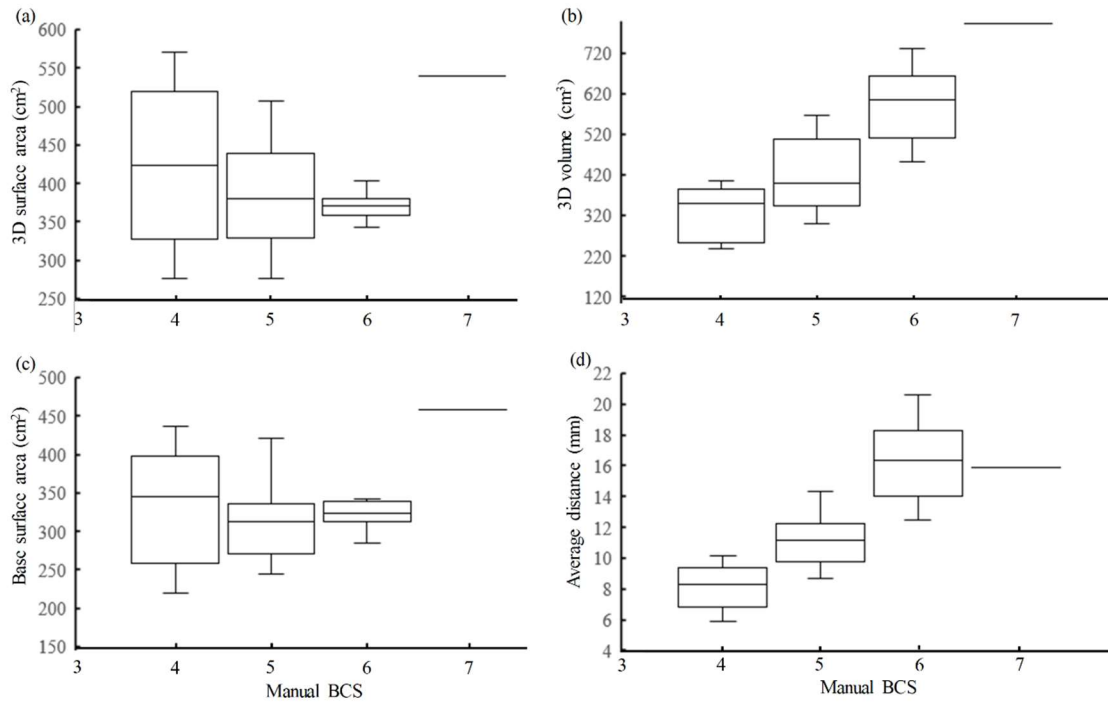 (a)
600
550
500
450
400
350
300
250
3D surface arca (cm²)
3 4 5 6 7
(b)
720
620
520
420
320
220
120
3D volume (cm³)
3 4 5 6 7
(c)
500
450
400
350
300
250
200
150
Basc surface area (cm²)
3 4 5 6 7
Manual BCS
(d)
22
20
18
16
14
12
10
8
6
4
Average distance (mm)
3 4 5 6 7
Manual BCS